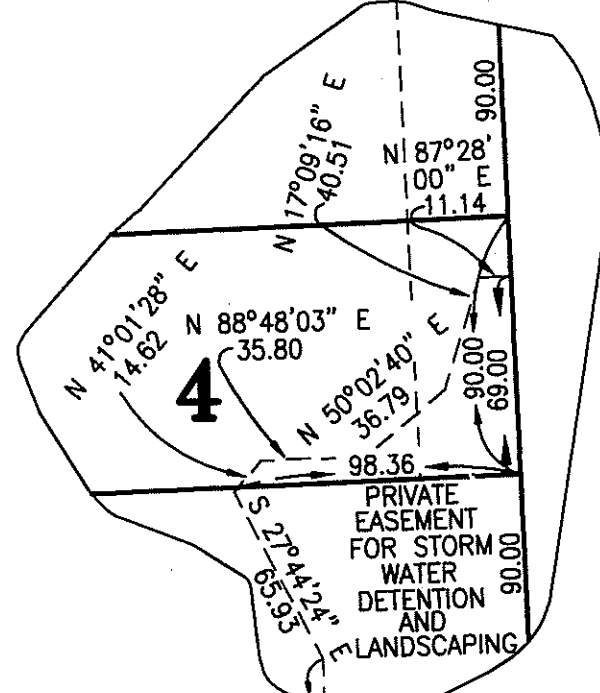 90.00
N 17°09'16" E
40.51
N 87°28'
00" E
11.14
N 41°01'28" E
14.62
N 88°48'03" E
35.80
4
N 50°02'40" E
36.79
90.00
69.00
98.36
S 27°44'24" E
65.93
PRIVATE
EASEMENT
FOR STORM
WATER
DETENTION
AND
LANDSCAPING
90.00